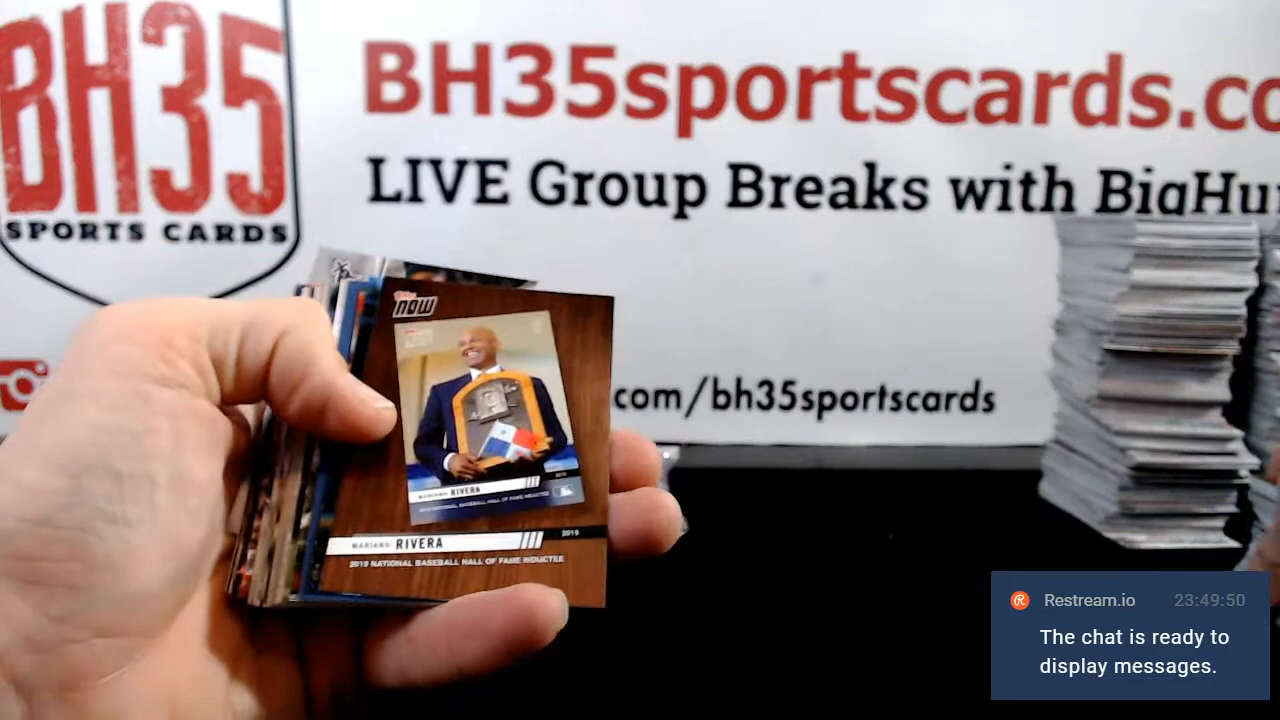 BH35
SPORTS CARDS
BH35sportscards.co
LIVE Group Breaks with BigHu
com/bh35sportscards
Topps
NOW
MARIANO RIVERA
2019 NATIONAL BASEBALL HALL OF FAME INDUCTEE
MARIANO RIVERA
2019
2019 NATIONAL BASEBALL HALL OF FAME INDUCTEE
Restream.io
23:49:50
The chat is ready to
display messages.